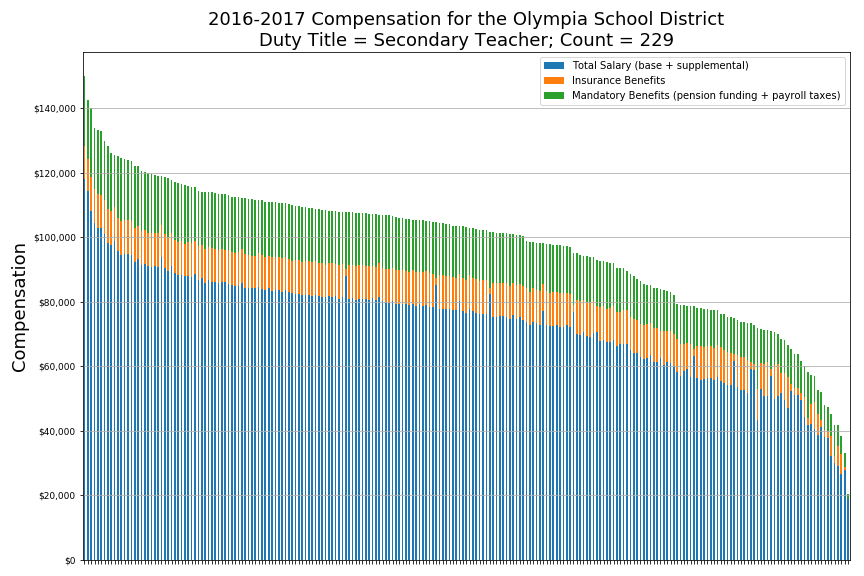 2016-2017 Compensation for the Olympia School District
Duty Title = Secondary Teacher; Count = 229
Total Salary (base + supplemental)
Insurance Benefits
Mandatory Benefits (pension funding + payroll taxes)
Compensation
$140,000
$120,000
$100,000
$80,000
$60,000
$40,000
$20,000
$0